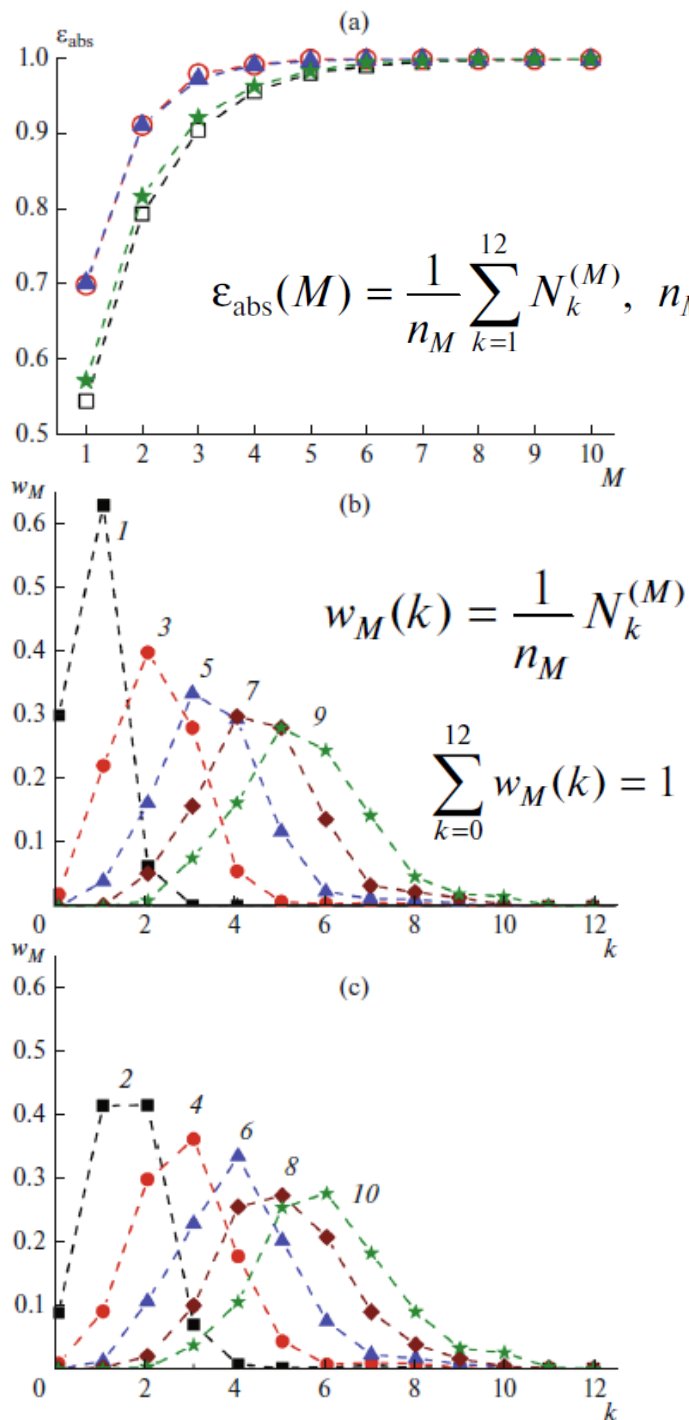 (a)
ε_abs
1.0
0.9
0.8
0.7
0.6
0.5
ε_abs(M) = \frac{1}{n_M} \sum_{k=1}^{12} N_k^{(M)}, n
1 2 3 4 5 6 7 8 9 10
M
(b)
w_M
0.6
0.5
0.4
0.3
0.2
0.1
0
1
3
5
7
9
w_M(k) = \frac{1}{n_M} N_k^{(M)}
\sum_{k=0}^{12} w_M(k) = 1
2 4 6 8 10 12
k
(c)
w_M
0.6
0.5
0.4
0.3
0.2
0.1
0
2
4
6
8
10
2 4 6 8 10 12
k